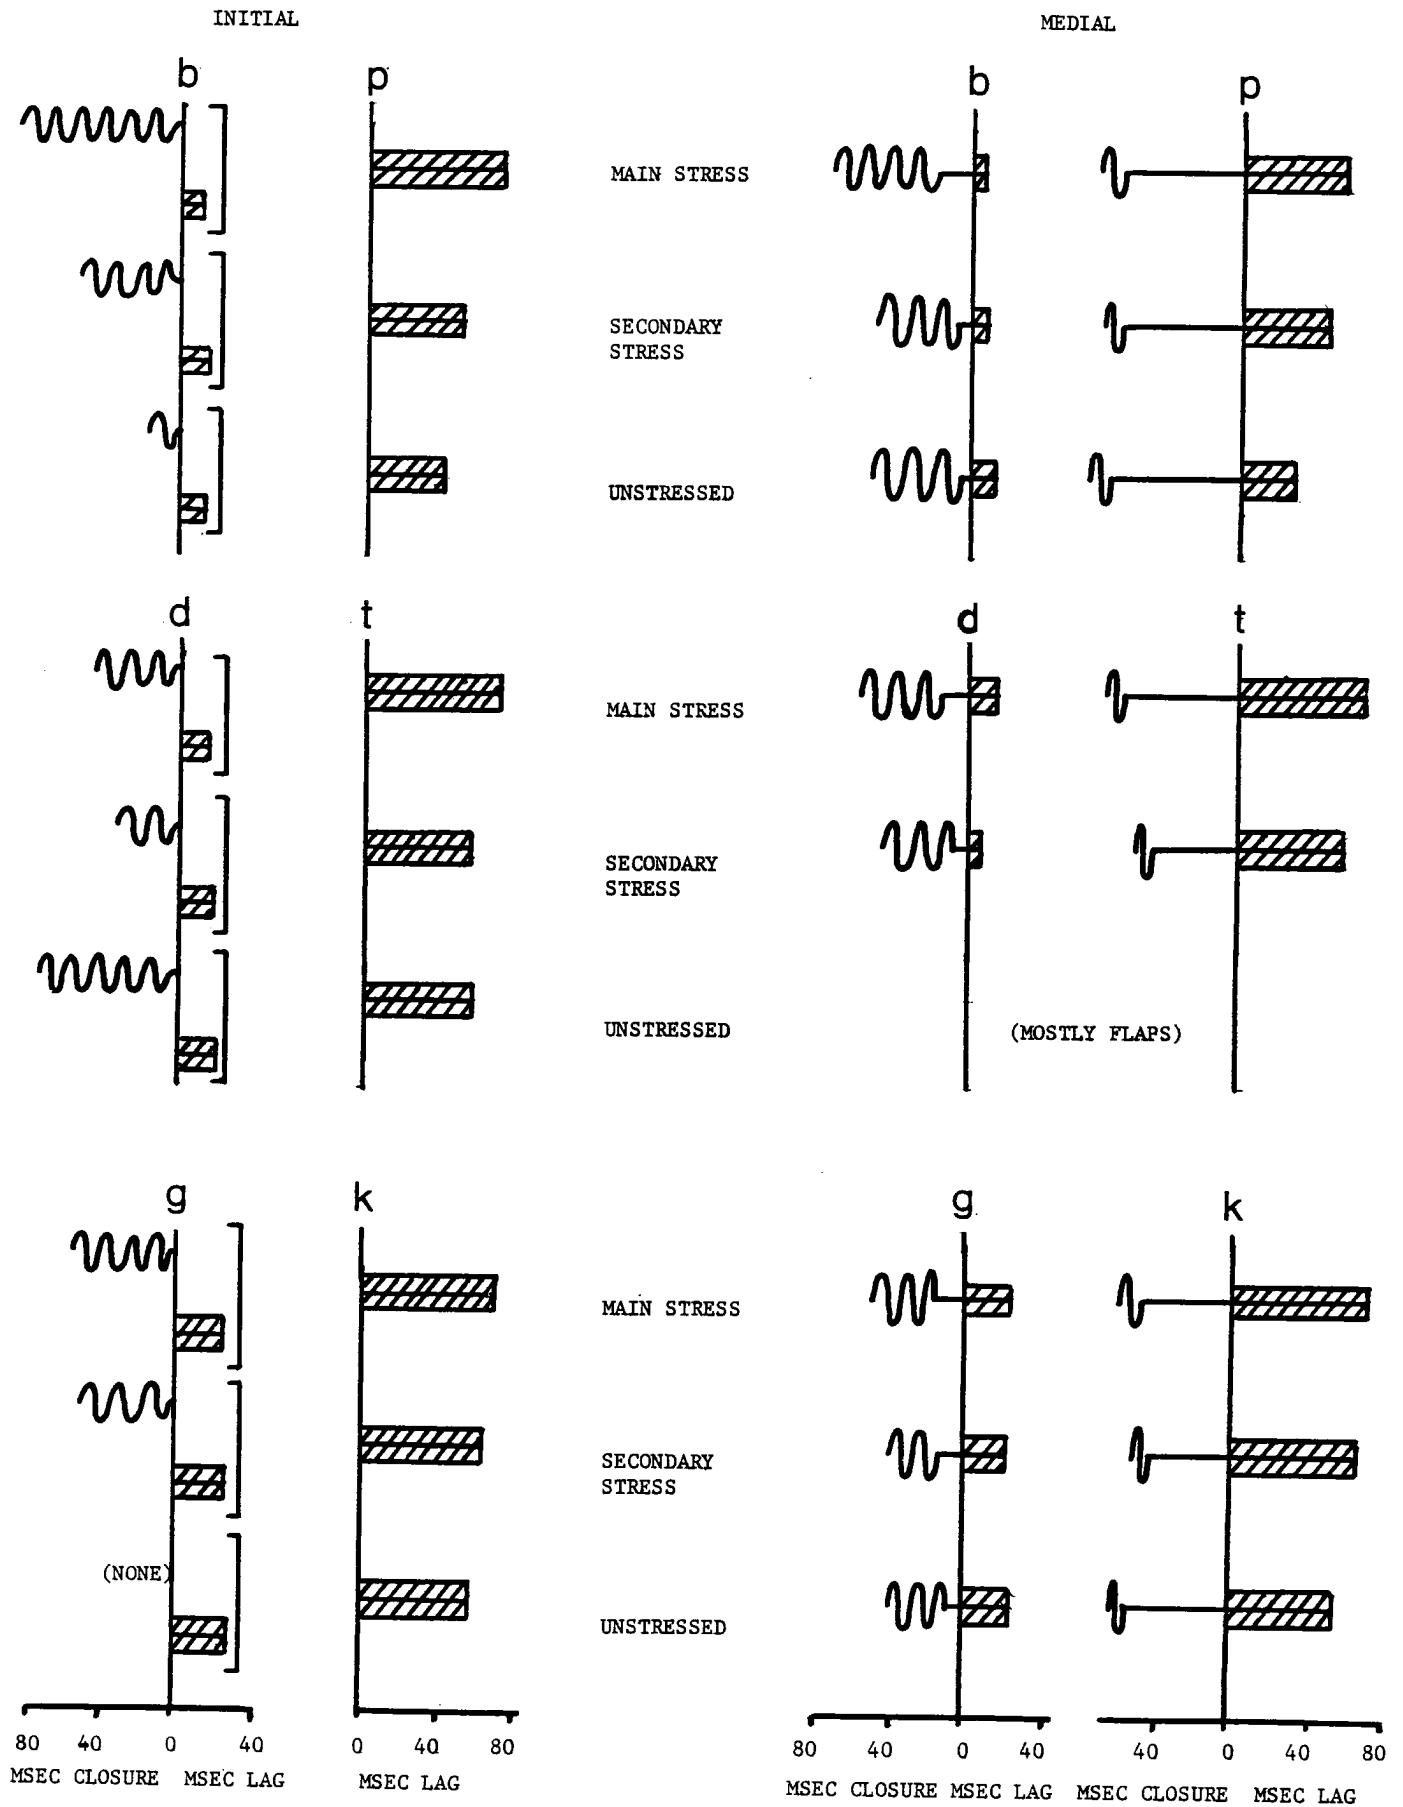 INITIAL
MEDIAL
b
p
b
p
MAIN STRESS
SECONDARY
STRESS
UNSTRESSED
d
t
d
t
MAIN STRESS
SECONDARY
STRESS
UNSTRESSED
(MOSTLY FLAPS)
g
k
g
k
MAIN STRESS
SECONDARY
STRESS
(NONE)
UNSTRESSED
80 40 0 40
0 40 80
80 40 0 40
40 0 40 80
MSEC CLOSURE MSEC LAG
MSEC LAG
MSEC CLOSURE MSEC LAG
MSEC CLOSURE MSEC LAG